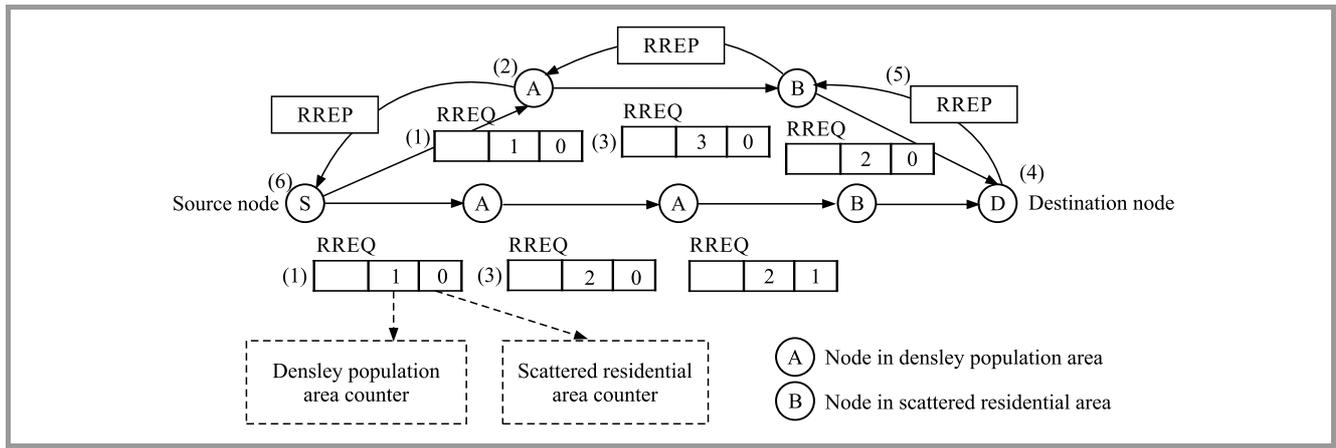 RREP
(2)
A
B
(5)
RREP
RREP
RREQ
(1)
1 0
RREQ
(3)
3 0
RREQ
2 0
(6)
(4)
Source node
S
A
A
B
D
Destination node
RREQ
(1)
1 0
RREQ
(3)
2 0
RREQ
2 1
Densley population
area counter
Scattered residential
area counter
A Node in densley population area
B Node in scattered residential area